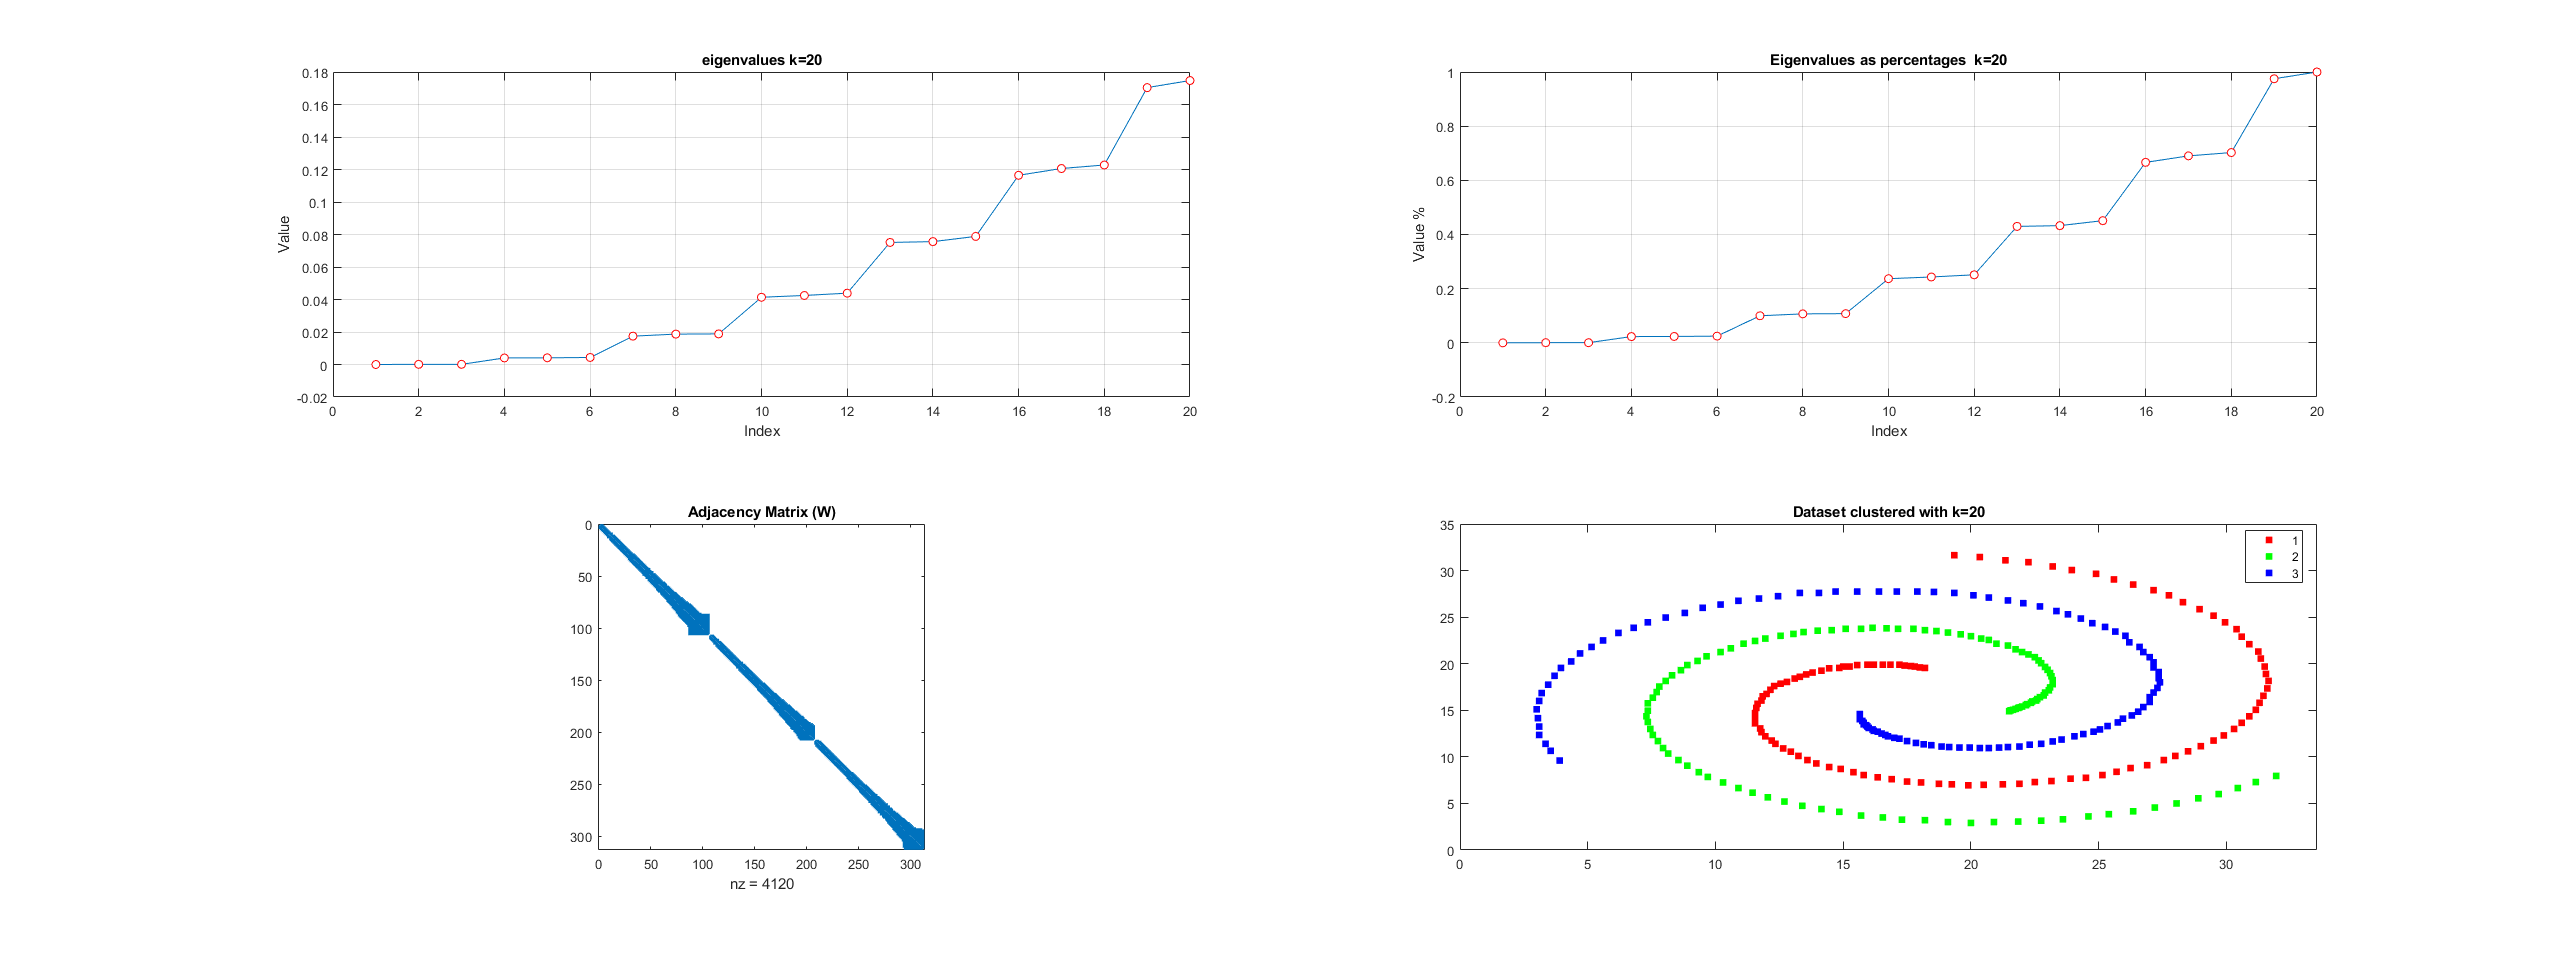 eigenvalues k=20
0.18
0.16
0.14
0.12
0.1
0.08
0.06
0.04
0.02
0
-0.02
Value
0 2 4 6 8 10 12 14 16 18 20
Index
Eigenvalues as percentages k=20
1
0.8
0.6
0.4
0.2
0
-0.2
Value %
0 2 4 6 8 10 12 14 16 18 20
Index
Adjacency Matrix (W)
0
50
100
150
200
250
300
0 50 100 150 200 250 300
nz = 4120
Dataset clustered with k=20
35
30
25
20
15
10
5
0
0 5 10 15 20 25 30
1
2
3